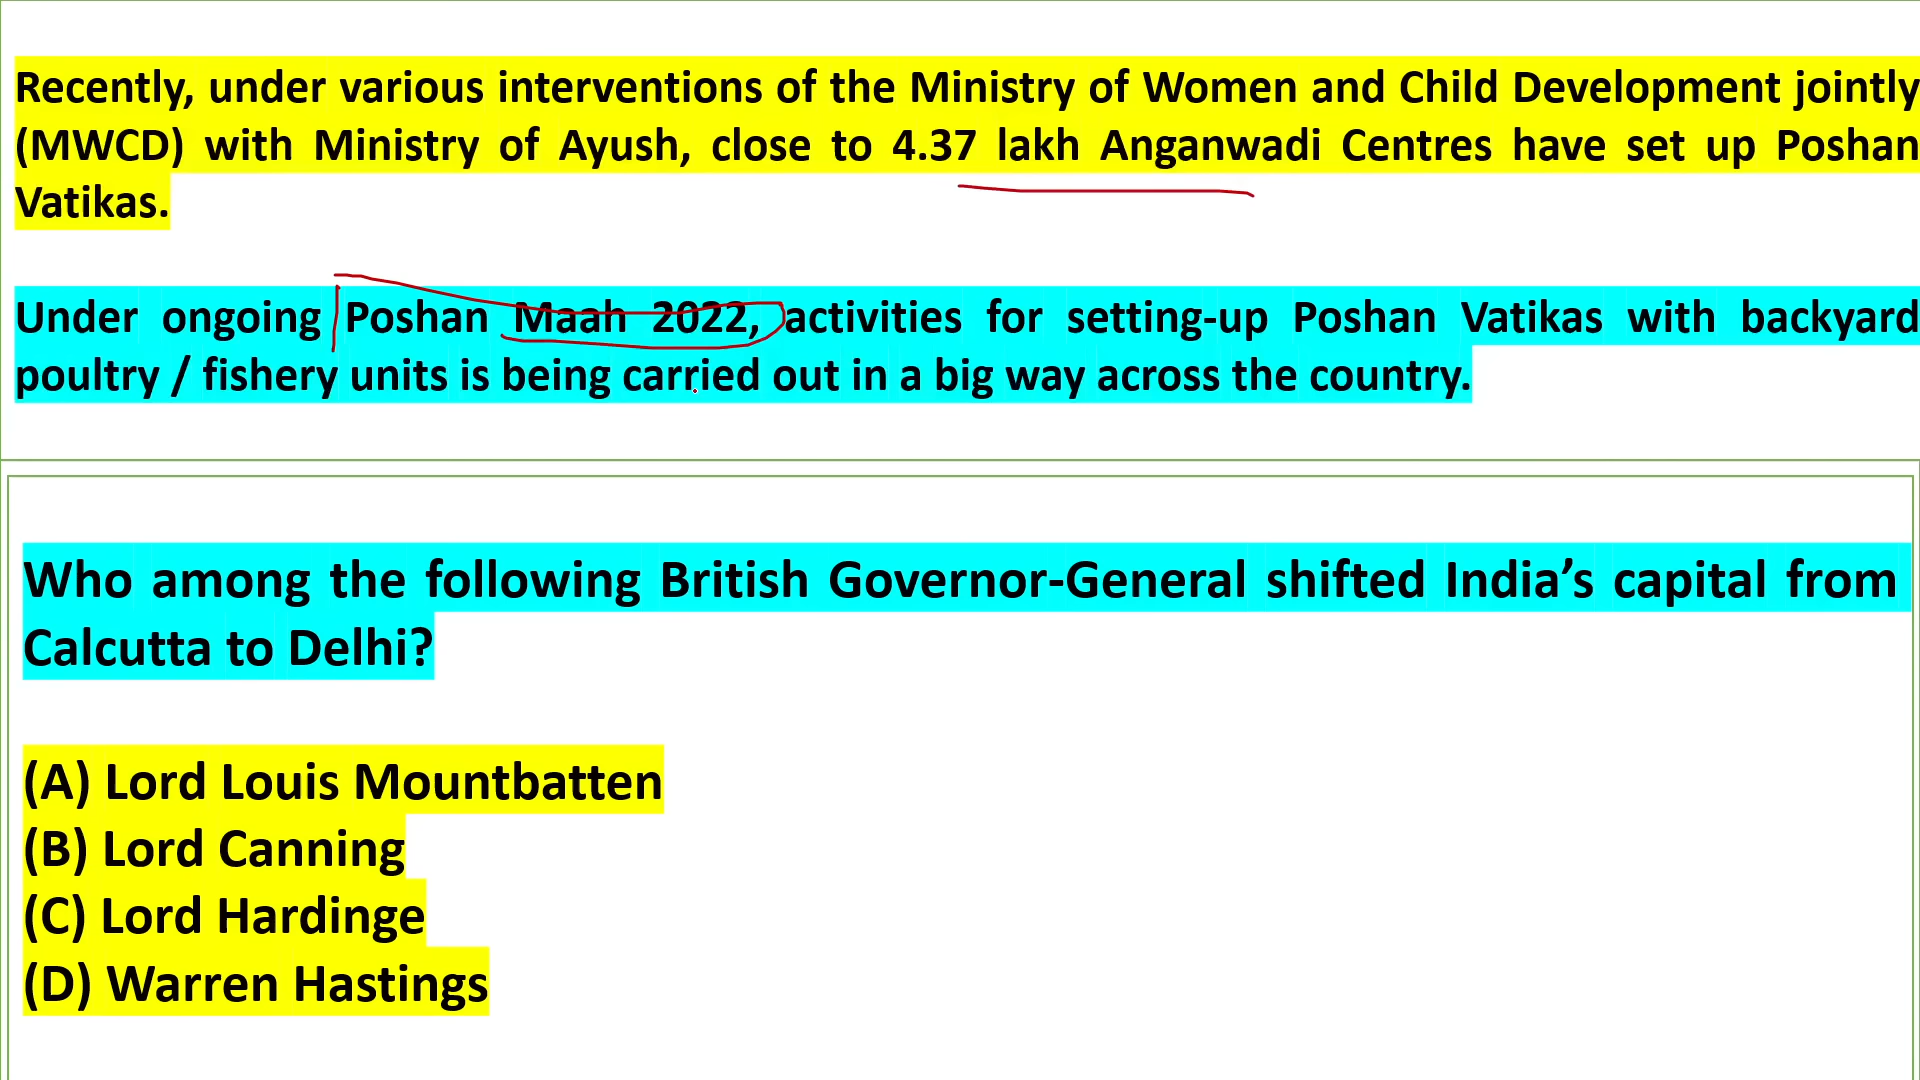 Recently, under various interventions of the Ministry of Women and Child Development jointly
(MWCD) with Ministry of Ayush, close to 4.37 lakh Anganwadi Centres have set up Poshan
Vatikas.
Under ongoing Poshan Maah 2022, activities for setting-up Poshan Vatikas with backyard
poultry / fishery units is being carried out in a big way across the country.
Who among the following British Governor-General shifted India’s capital from
Calcutta to Delhi?
(A) Lord Louis Mountbatten
(B) Lord Canning
(C) Lord Hardinge
(D) Warren Hastings